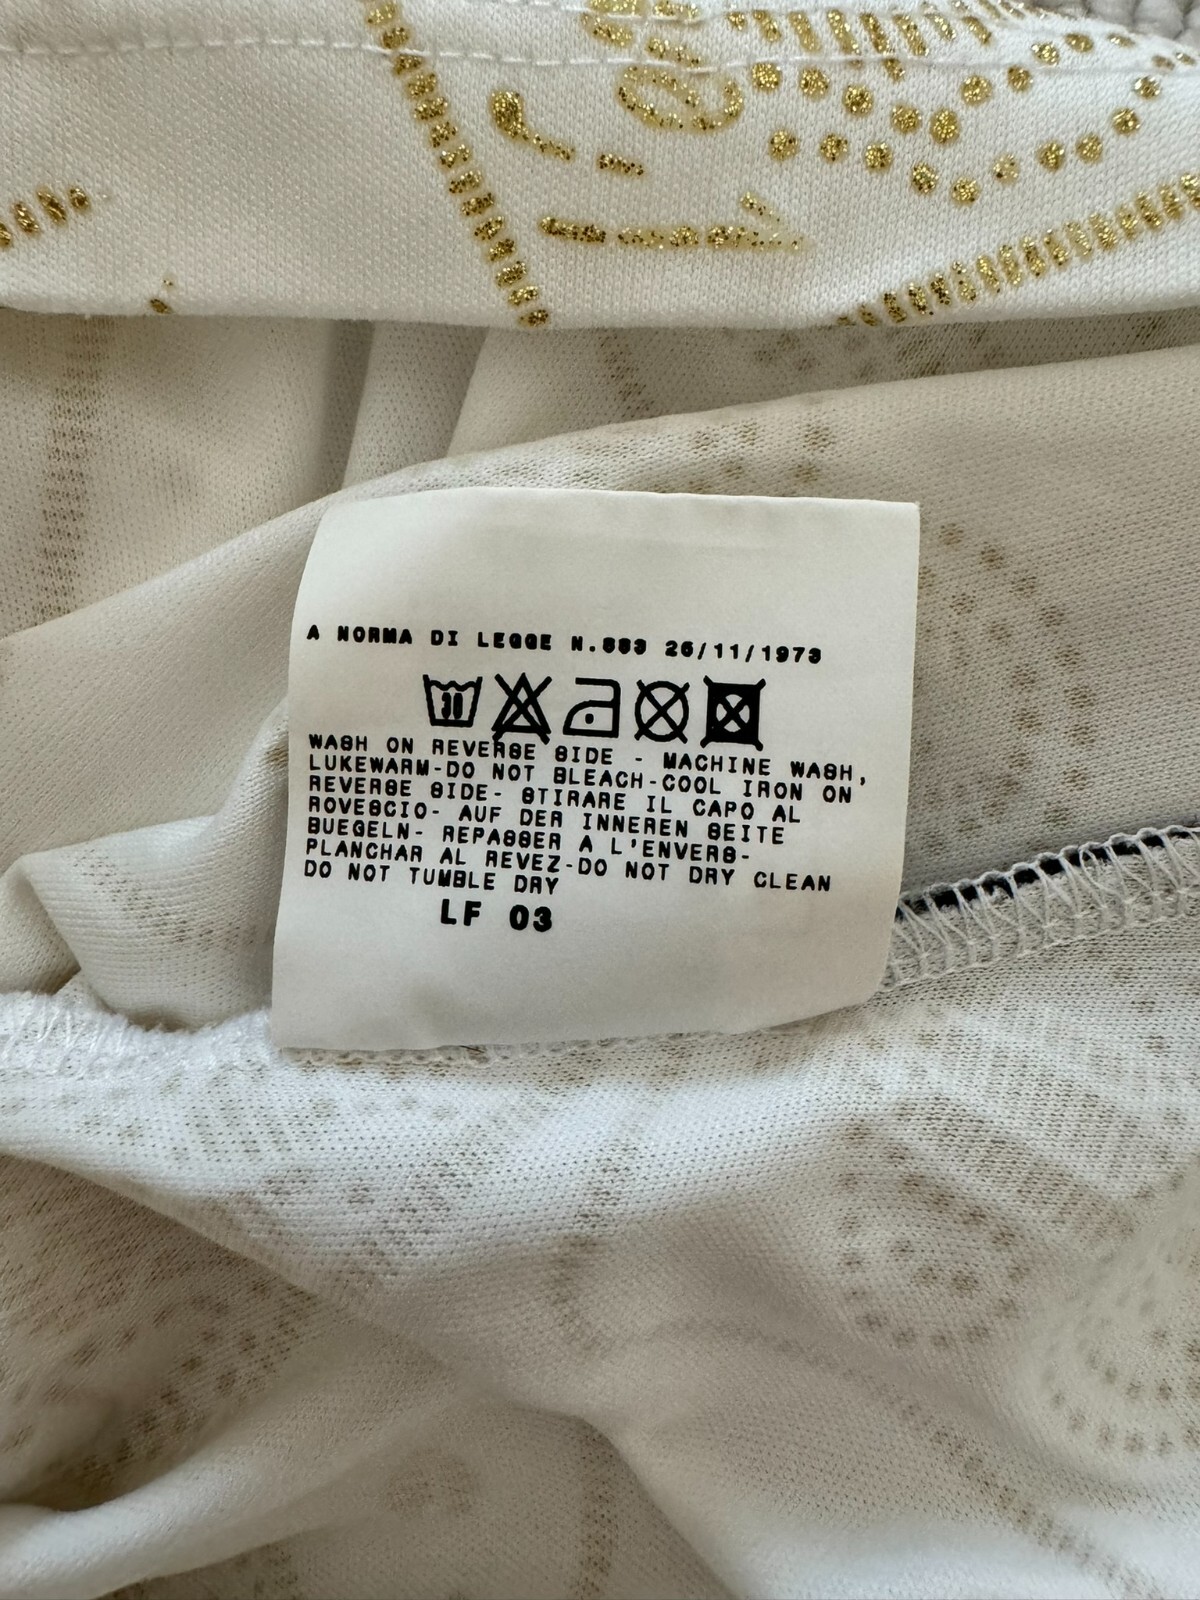 A NORMA DI LEGGE N.883 26/11/1973
30
WASH ON REVERSE SIDE - MACHINE WASH,
LUKEWARM-DO NOT BLEACH-COOL IRON ON
REVERSE SIDE- STIRARE IL CAPO AL
ROVESCIO- AUF DER INNEREN SEITE
BUEGELN- REPASSER A L'ENVERS-
PLANCHAR AL REVEZ-DO NOT DRY CLEAN
DO NOT TUMBLE DRY
LF 03